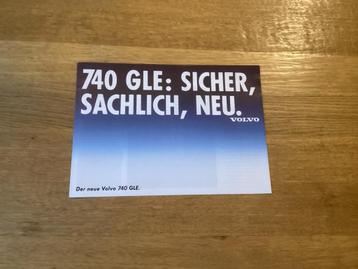 740 GLE: SICHER,
SACHLICH, NEU.
VOLVO
Der neue Volvo 740 GLE.